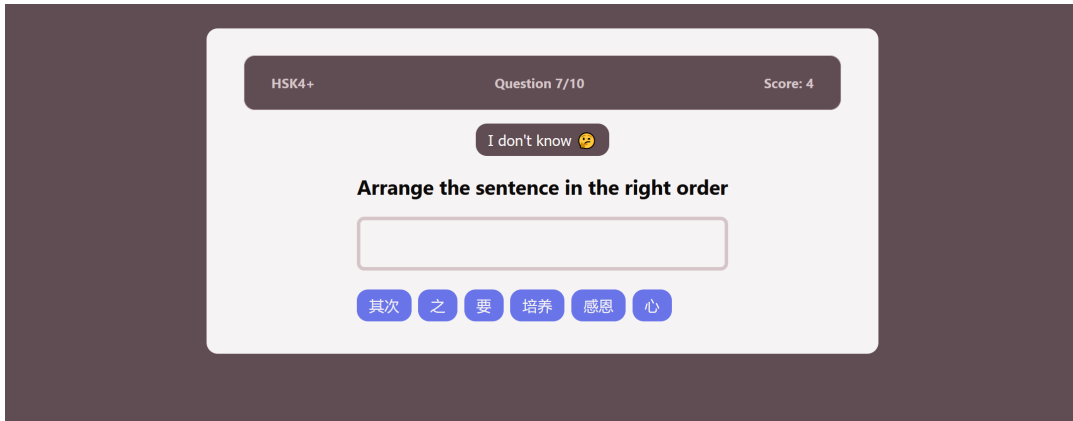 HSK4+ Question 7/10 Score: 4
I don't know 🤔
Arrange the sentence in the right order
其次 之 要 培养 感恩 心